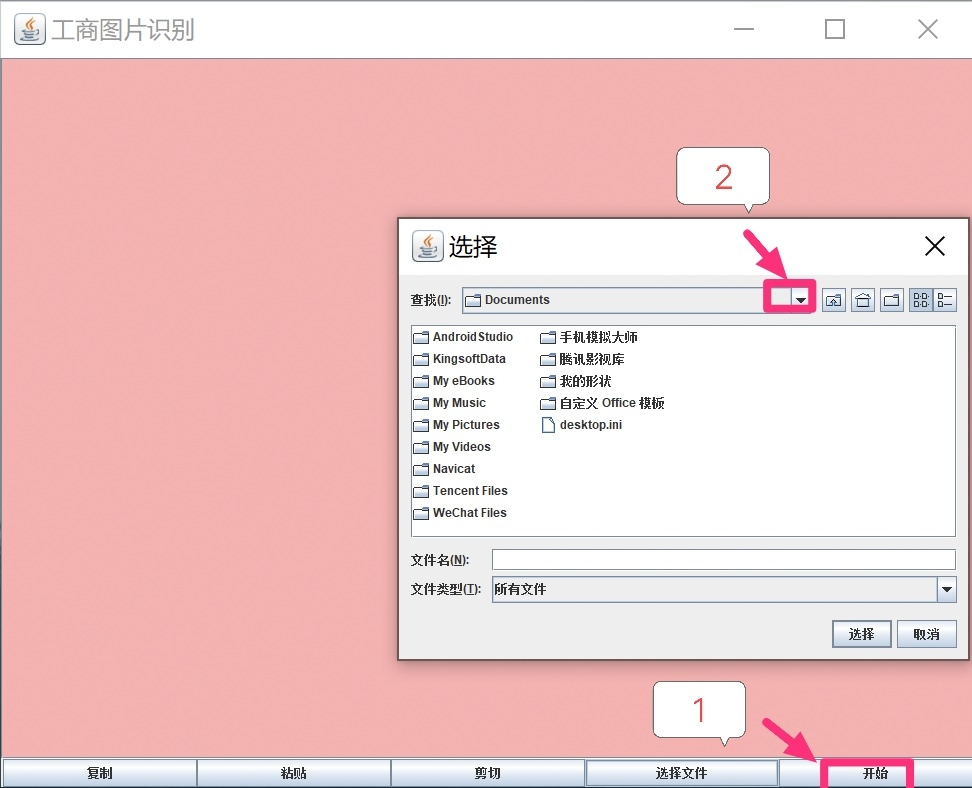 工商图片识别
2
选择
查找(I):
Documents
AndroidStudio
手机模拟大师
KingsoftData
腾讯影视库
My eBooks
我的形状
My Music
自定义 Office 模板
My Pictures
desktop.ini
My Videos
Navicat
Tencent Files
WeChat Files
文件名(N):
文件类型(T):
所有文件
选择
取消
1
复制
粘贴
剪切
选择文件
开始